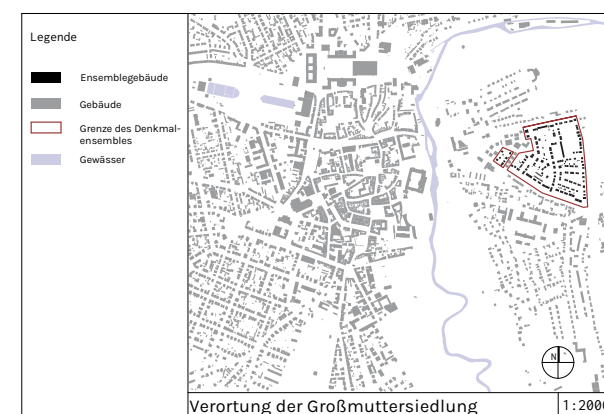 Legende
Ensemblegebäude
Gebäude
Grenze des Denkmal-
ensembles
Gewässer
N
Verortung der Großmuttersiedlung